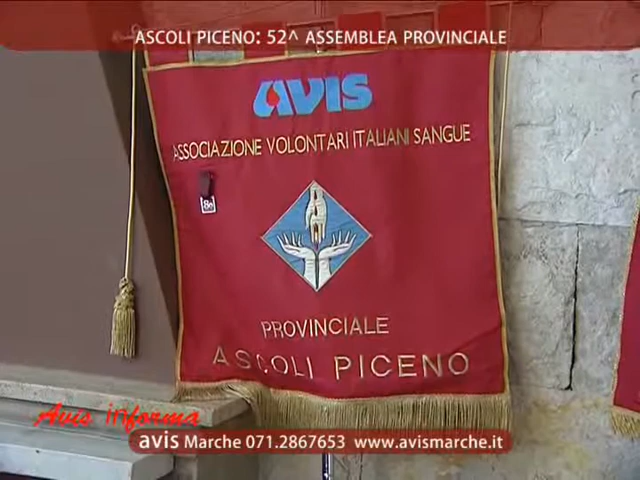 ASCOLI PICENO: 52^ ASSEMBLEA PROVINCIALE
AVIS
ASSOCIAZIONE VOLONTARI ITALIANI SANGUE
PROVINCIALE
ASCOLI PICENO
Avis informa
avis Marche 071.2867653 www.avismarche.it